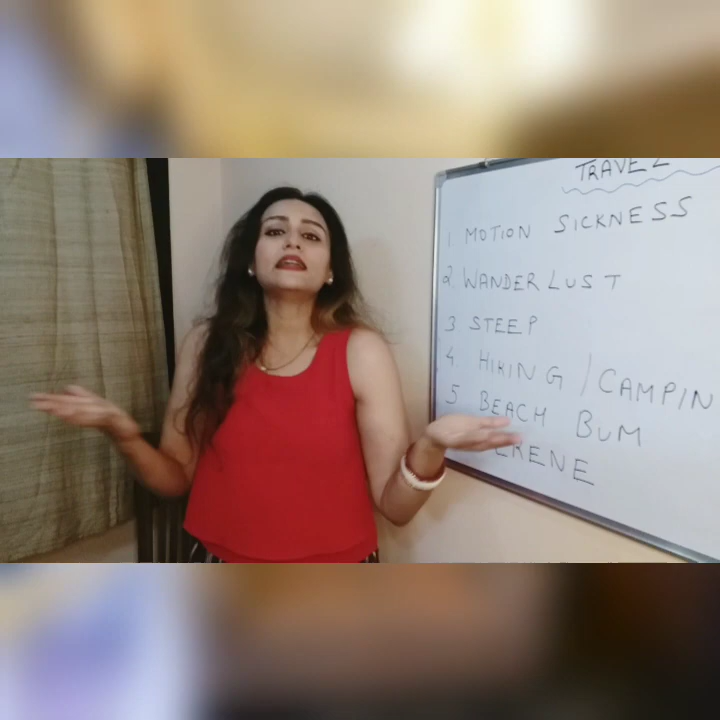 TRAVEL
1 MOTION SICKNESS
2. WANDERLUST
3 STEEP
4 HIKING / CAMPIN
5 BEACH BUM
ERENE